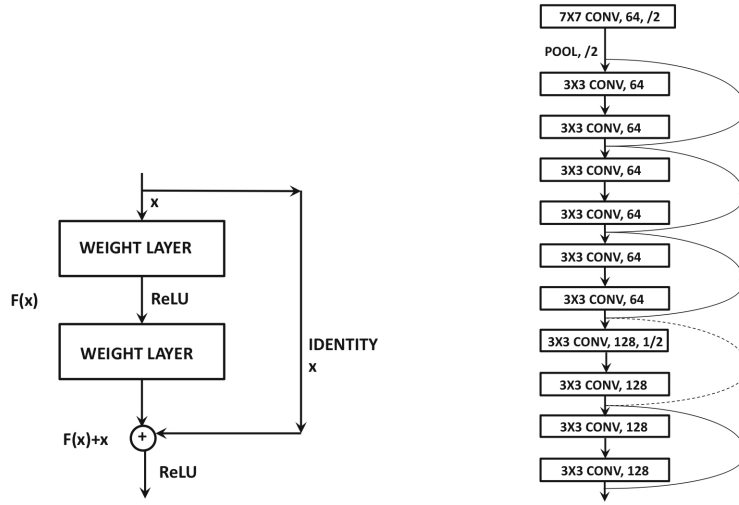 x
WEIGHT LAYER
F(x)
ReLU
WEIGHT LAYER
IDENTITY
x
F(x)+x
+
ReLU
7X7 CONV, 64, /2
POOL, /2
3X3 CONV, 64
3X3 CONV, 64
3X3 CONV, 64
3X3 CONV, 64
3X3 CONV, 64
3X3 CONV, 64
3X3 CONV, 128, 1/2
3X3 CONV, 128
3X3 CONV, 128
3X3 CONV, 128